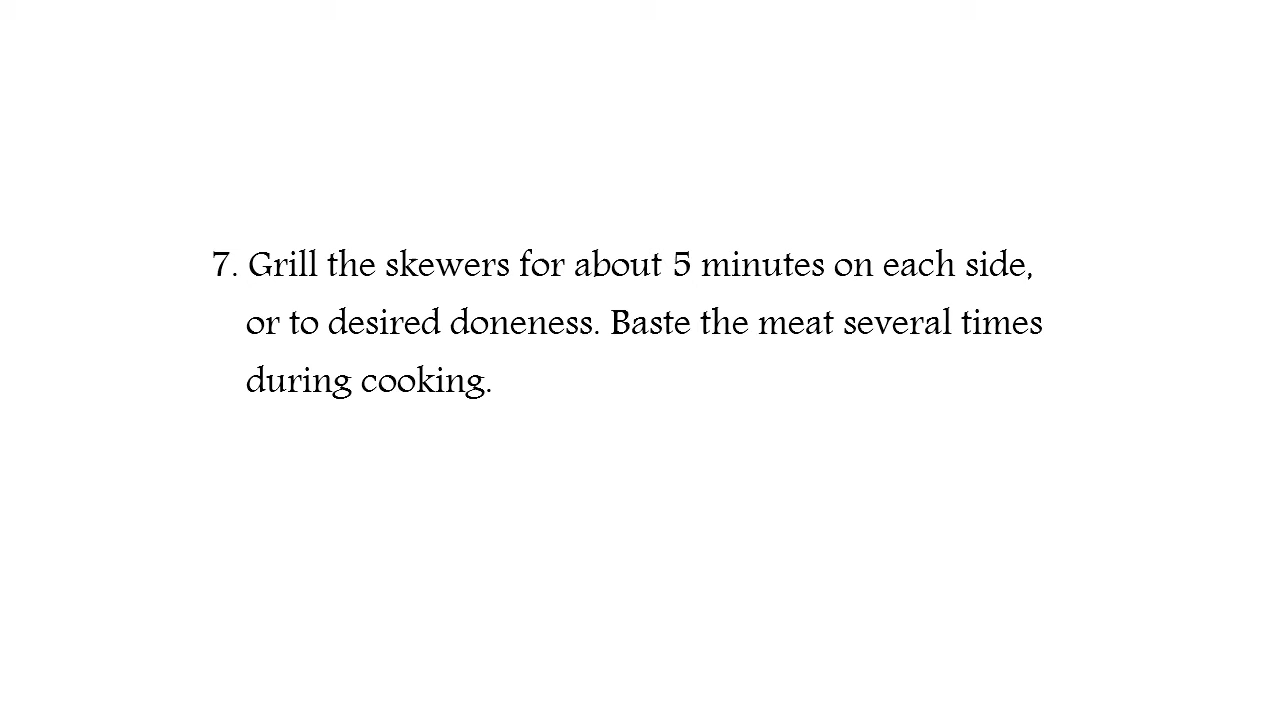 7. Grill the skewers for about 5 minutes on each side,
or to desired doneness. Baste the meat several times
during cooking.